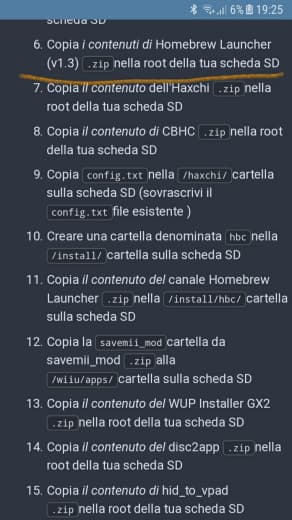 6% 19:25
scheda SD
6. Copia i contenuti di Homebrew Launcher
(v1.3) .zip nella root della tua scheda SD
7. Copia il contenuto dell'Haxchi .zip nella
root della tua scheda SD
8. Copia il contenuto di CBHC .zip nella root
della tua scheda SD
9. Copia config.txt nella /haxchi/ cartella
sulla scheda SD (sovrascrivi il
config.txt file esistente )
10. Creare una cartella denominata hbc nella
/install/ cartella sulla scheda SD
11. Copia il contenuto del canale Homebrew
Launcher .zip nella /install/hbc/ cartella
sulla scheda SD
12. Copia la savemii_mod cartella da
savemii_mod .zip alla
/wiiu/apps/ cartella sulla scheda SD
13. Copia il contenuto del WUP Installer GX2
.zip nella root della tua scheda SD
14. Copia il contenuto del disc2app .zip nella
root della tua scheda SD
15. Copia il contenuto di hid_to_vpad
.zip nella root della tua scheda SD